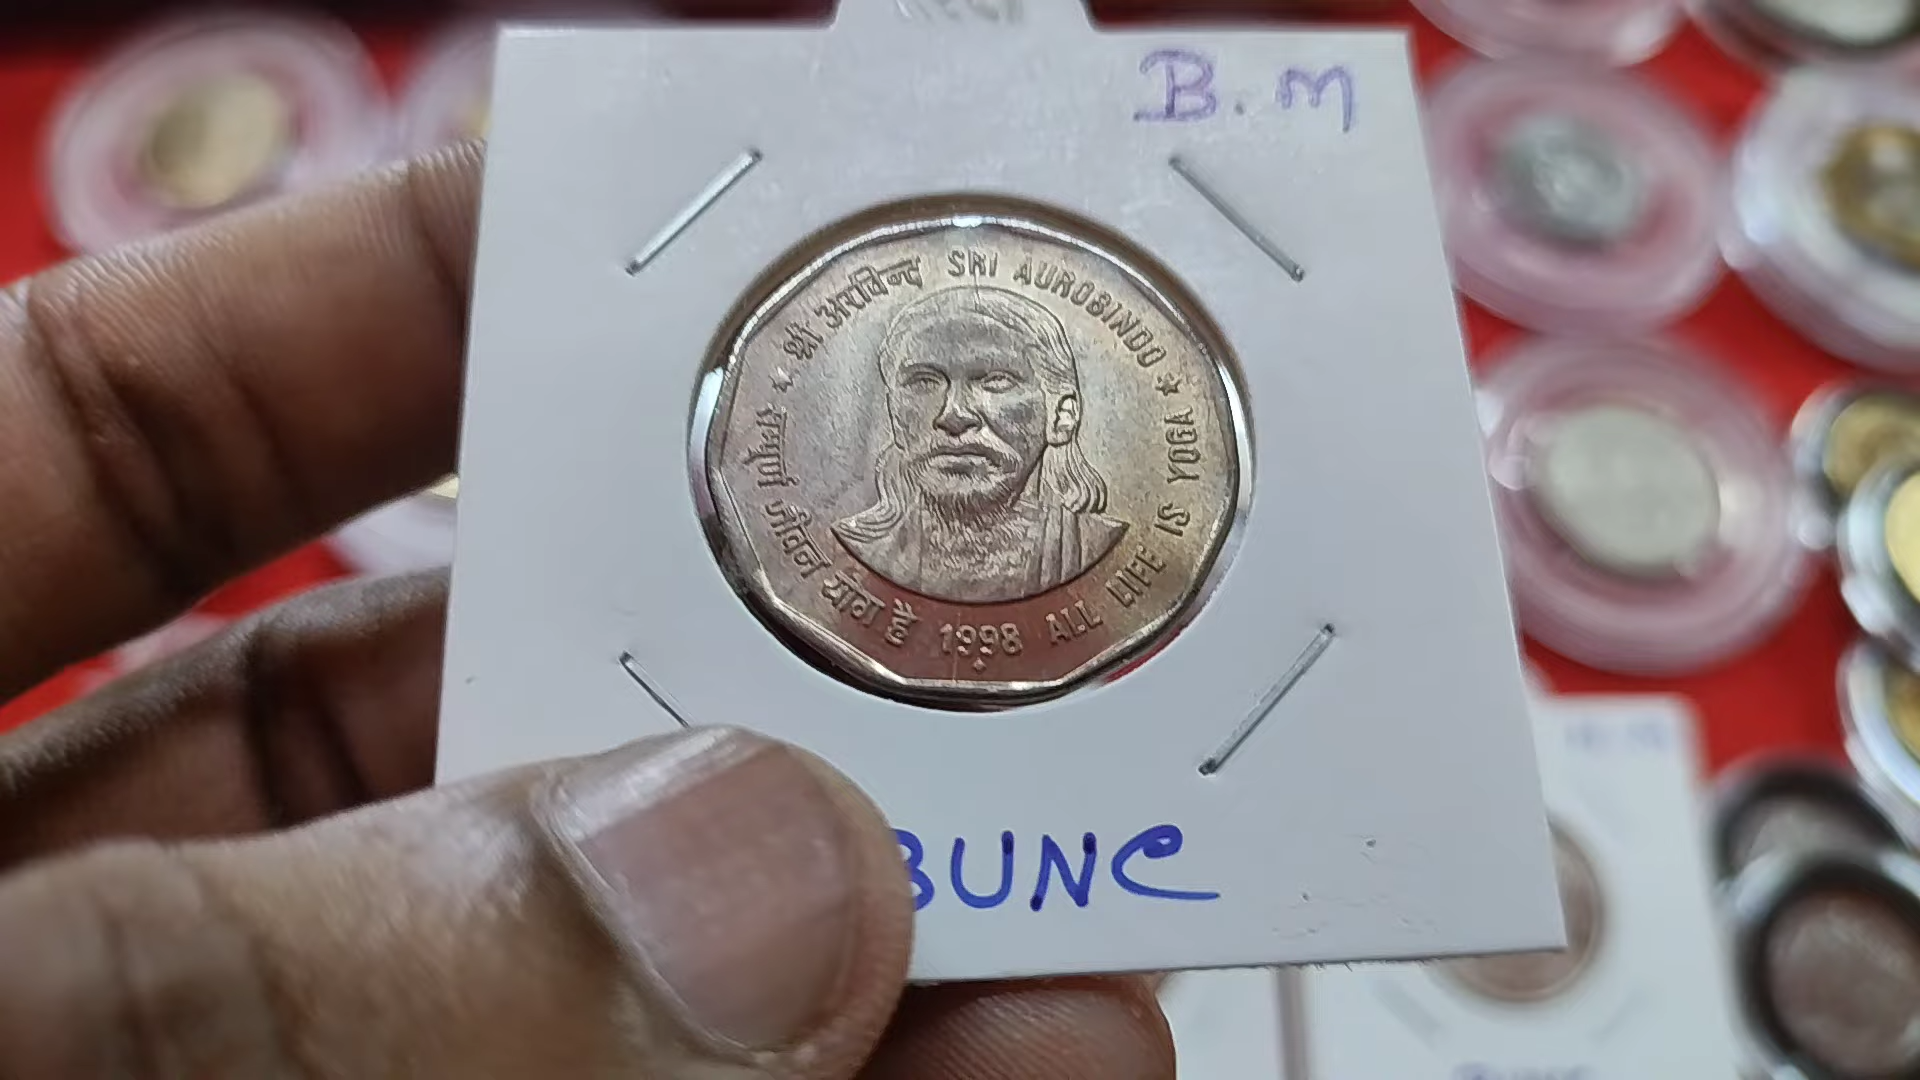 B.M
श्री अरविन्द SRI AUROBINDO
सम्पूर्ण जीवन योग है 1998 ALL LIFE IS YOGA
BUNC